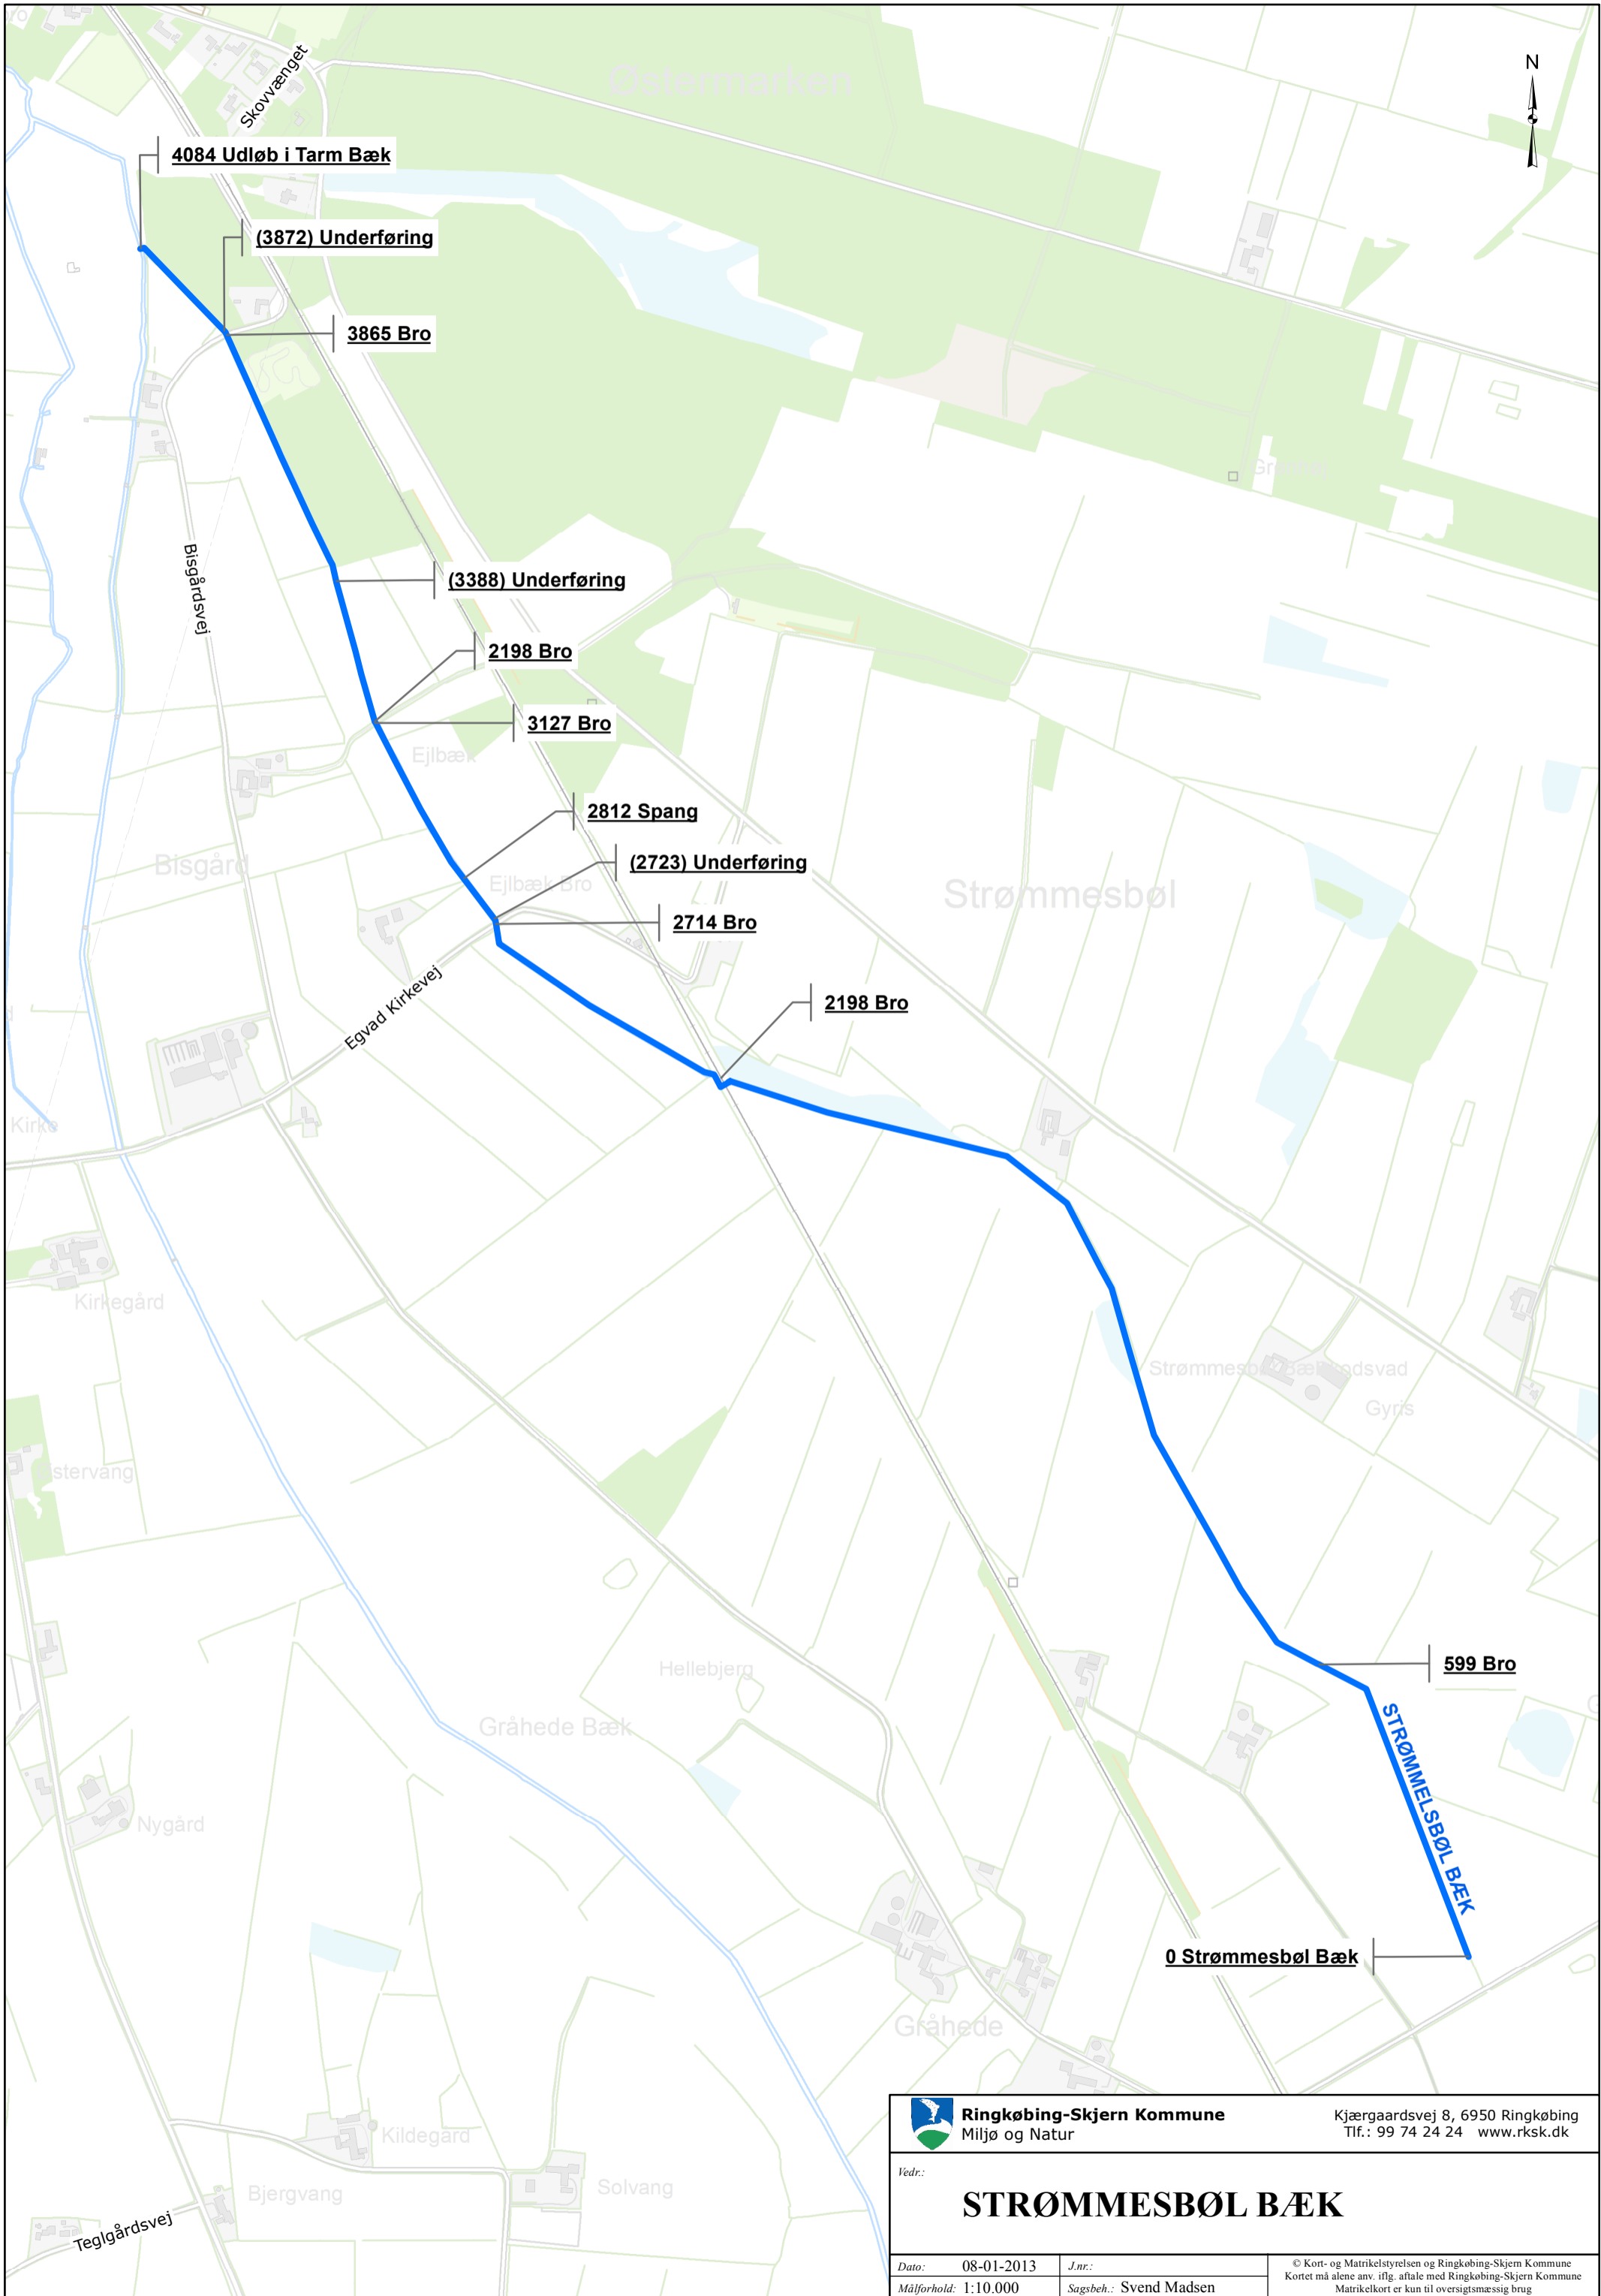 Østermarken
N
Skovvænget
4084 Udløb i Tarm Bæk
(3872) Underføring
3865 Bro
Bisgårdsvej
(3388) Underføring
2198 Bro
3127 Bro
Ejlbæk
2812 Spang
Bisgård
(2723) Underføring
Ejlbæk Bro
Strømmesbøl
2714 Bro
Egvad Kirkevej
2198 Bro
Kirke
Kirkegård
Gyris
599 Bro
Hellebjerg
Gråhede Bæk
STRØMMELSBØL BÆK
Nygård
0 Strømmesbøl Bæk
Gråhede
Kildegård
Bjergvang
Solvang
Teglgårdsvej
Ringkøbing-Skjern Kommune
Miljø og Natur
Kjærgaardsvej 8, 6950 Ringkøbing
Tlf.: 99 74 24 24 www.rksk.dk
Vedr.:
STRØMMESBØL BÆK
Dato: 08-01-2013
J.nr.:
Målforhold: 1:10.000
Sagsbeh.: Svend Madsen
© Kort- og Matrikelstyrelsen og Ringkøbing-Skjern Kommune
Kortet må alene anv. iflg. aftale med Ringkøbing-Skjern Kommune
Matrikelkort er kun til oversigtsmæssig brug